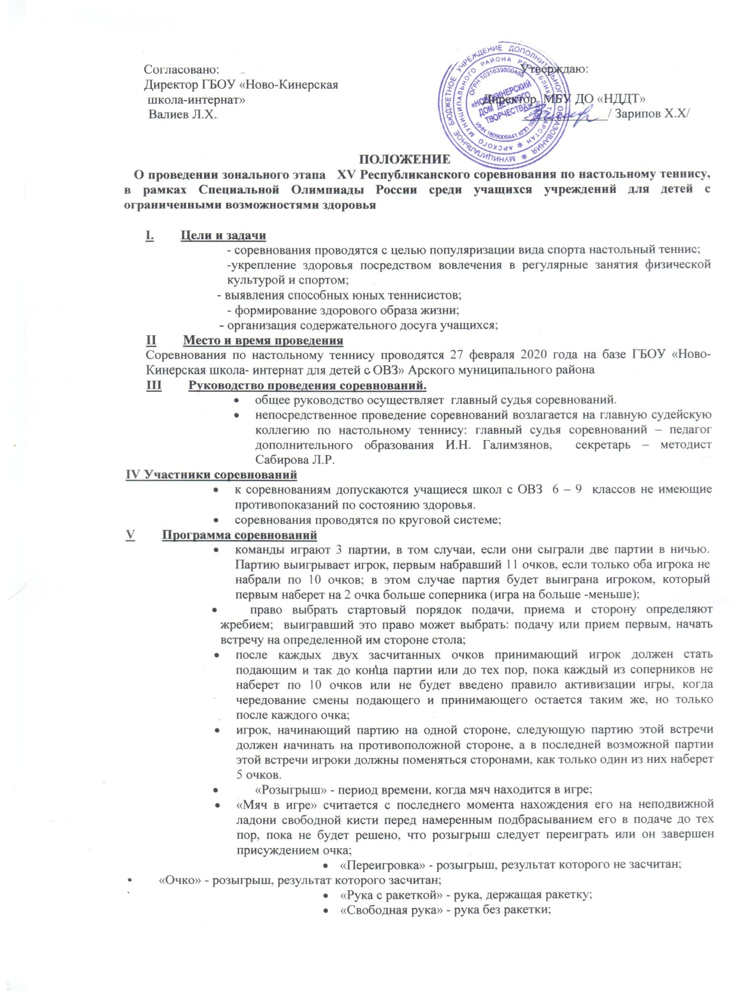 Согласовано:
Директор ГБОУ «Ново-Кинерская
школа-интернат»
Валиев Л.Х.
Утверждаю:
Директор МБУ ДО «НДДТ»
/ Зарипов Х.Х/
МУНИЦИПАЛЬНОЕ БЮДЖЕТНОЕ УЧРЕЖДЕНИЕ ДОПОЛНИТЕЛЬНОГО ОБРАЗОВАНИЯ
АРСКОГО МУНИЦИПАЛЬНОГО РАЙОНА РЕСПУБЛИКИ ТАТАРСТАН
ОГРН 1031639800488
«НОВОКИНЕРСКИЙ
ДОМ ДЕТСКОГО
ТВОРЧЕСТВА»
ИНН 1609006441 КПП
ПОЛОЖЕНИЕ
О проведении зонального этапа XV Республиканского соревнования по настольному теннису,
в рамках Специальной Олимпиады России среди учащихся учреждений для детей с
ограниченными возможностями здоровья
I. Цели и задачи
- соревнования проводятся с целью популяризации вида спорта настольный теннис;
-укрепление здоровья посредством вовлечения в регулярные занятия физической
культурой и спортом;
- выявления способных юных теннисистов;
- формирование здорового образа жизни;
- организация содержательного досуга учащихся;
II Место и время проведения
Соревнования по настольному теннису проводятся 27 февраля 2020 года на базе ГБОУ «Ново-
Кинерская школа- интернат для детей с ОВЗ» Арского муниципального района
III Руководство проведения соревнований.
• общее руководство осуществляет главный судья соревнований.
• непосредственное проведение соревнований возлагается на главную судейскую
коллегию по настольному теннису: главный судья соревнований – педагог
дополнительного образования И.Н. Галимзянов, секретарь – методист
Сабирова Л.Р.
IV Участники соревнований
• к соревнованиям допускаются учащиеся школ с ОВЗ 6 – 9 классов не имеющие
противопоказаний по состоянию здоровья.
• соревнования проводятся по круговой системе;
V Программа соревнований
• команды играют 3 партии, в том случаи, если они сыграли две партии в ничью.
Партию выигрывает игрок, первым набравший 11 очков, если только оба игрока не
набрали по 10 очков; в этом случае партия будет выиграна игроком, который
первым наберет на 2 очка больше соперника (игра на больше -меньше);
• право выбрать стартовый порядок подачи, приема и сторону определяют
жребием; выигравший это право может выбрать: подачу или прием первым, начать
встречу на определенной им стороне стола;
• после каждых двух засчитанных очков принимающий игрок должен стать
подающим и так до конца партии или до тех пор, пока каждый из соперников не
наберет по 10 очков или не будет введено правило активизации игры, когда
чередование смены подающего и принимающего остается таким же, но только
после каждого очка;
• игрок, начинающий партию на одной стороне, следующую партию этой встречи
должен начинать на противоположной стороне, а в последней возможной партии
этой встречи игроки должны поменяться сторонами, как только один из них наберет
5 очков.
• «Розыгрыш» - период времени, когда мяч находится в игре;
• «Мяч в игре» считается с последнего момента нахождения его на неподвижной
ладони свободной кисти перед намеренным подбрасыванием его в подаче до тех
пор, пока не будет решено, что розыгрыш следует переиграть или он завершен
присуждением очка;
• «Переигровка» - розыгрыш, результат которого не засчитан;
• «Очко» - розыгрыш, результат которого засчитан;
• «Рука с ракеткой» - рука, держащая ракетку;
• «Свободная рука» - рука без ракетки;